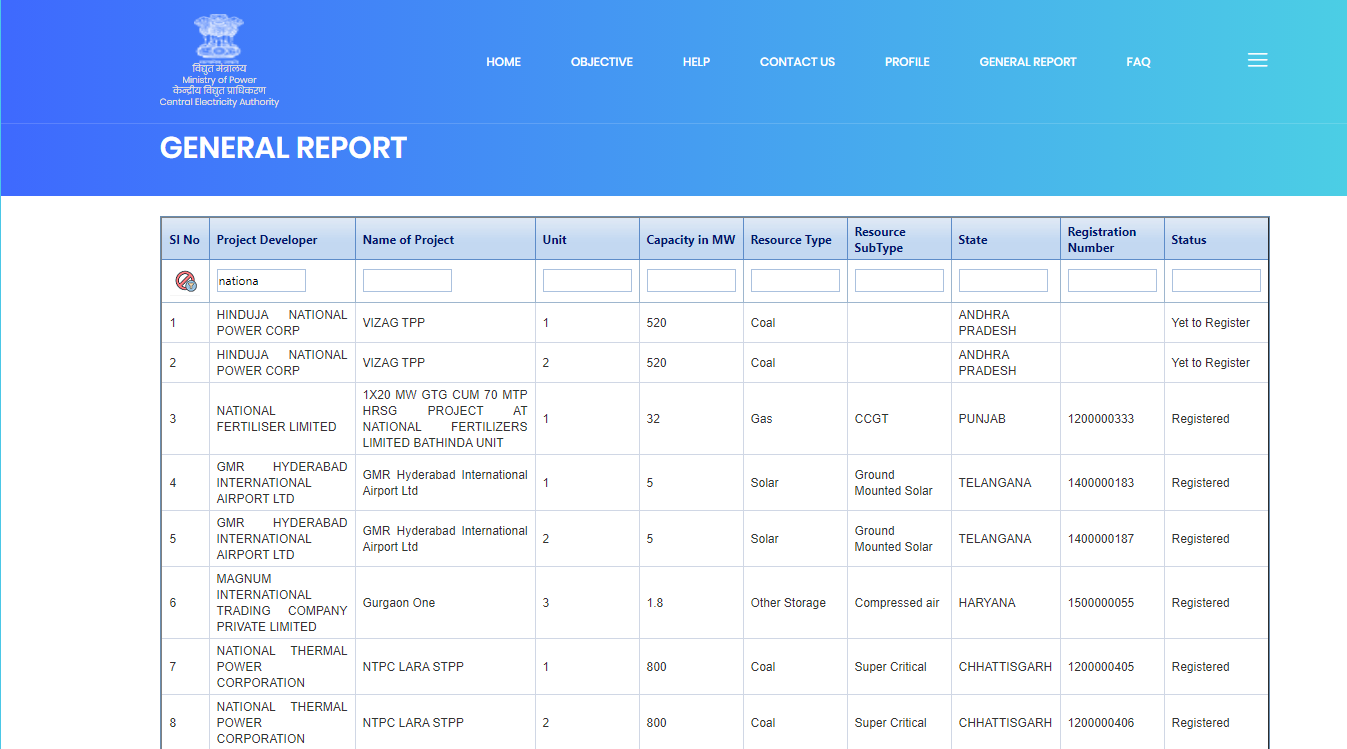 विद्युत मंत्रालय
Ministry of Power
केन्द्रीय विद्युत प्राधिकरण
Central Electricity Authority
HOME OBJECTIVE HELP CONTACT US PROFILE GENERAL REPORT FAQ
GENERAL REPORT
Sl No Project Developer Name of Project Unit Capacity in MW Resource Type Resource SubType State Registration Number Status
nationa
1 HINDUJA NATIONAL POWER CORP VIZAG TPP 1 520 Coal ANDHRA PRADESH Yet to Register
2 HINDUJA NATIONAL POWER CORP VIZAG TPP 2 520 Coal ANDHRA PRADESH Yet to Register
3 NATIONAL FERTILISER LIMITED 1X20 MW GTG CUM 70 MTP HRSG PROJECT AT NATIONAL FERTILIZERS LIMITED BATHINDA UNIT 1 32 Gas CCGT PUNJAB 1200000333 Registered
4 GMR HYDERABAD INTERNATIONAL AIRPORT LTD GMR Hyderabad International Airport Ltd 1 5 Solar Ground Mounted Solar TELANGANA 1400000183 Registered
5 GMR HYDERABAD INTERNATIONAL AIRPORT LTD GMR Hyderabad International Airport Ltd 2 5 Solar Ground Mounted Solar TELANGANA 1400000187 Registered
6 MAGNUM INTERNATIONAL TRADING COMPANY PRIVATE LIMITED Gurgaon One 3 1.8 Other Storage Compressed air HARYANA 1500000055 Registered
7 NATIONAL THERMAL POWER CORPORATION NTPC LARA STPP 1 800 Coal Super Critical CHHATTISGARH 1200000405 Registered
8 NATIONAL THERMAL POWER CORPORATION NTPC LARA STPP 2 800 Coal Super Critical CHHATTISGARH 1200000406 Registered